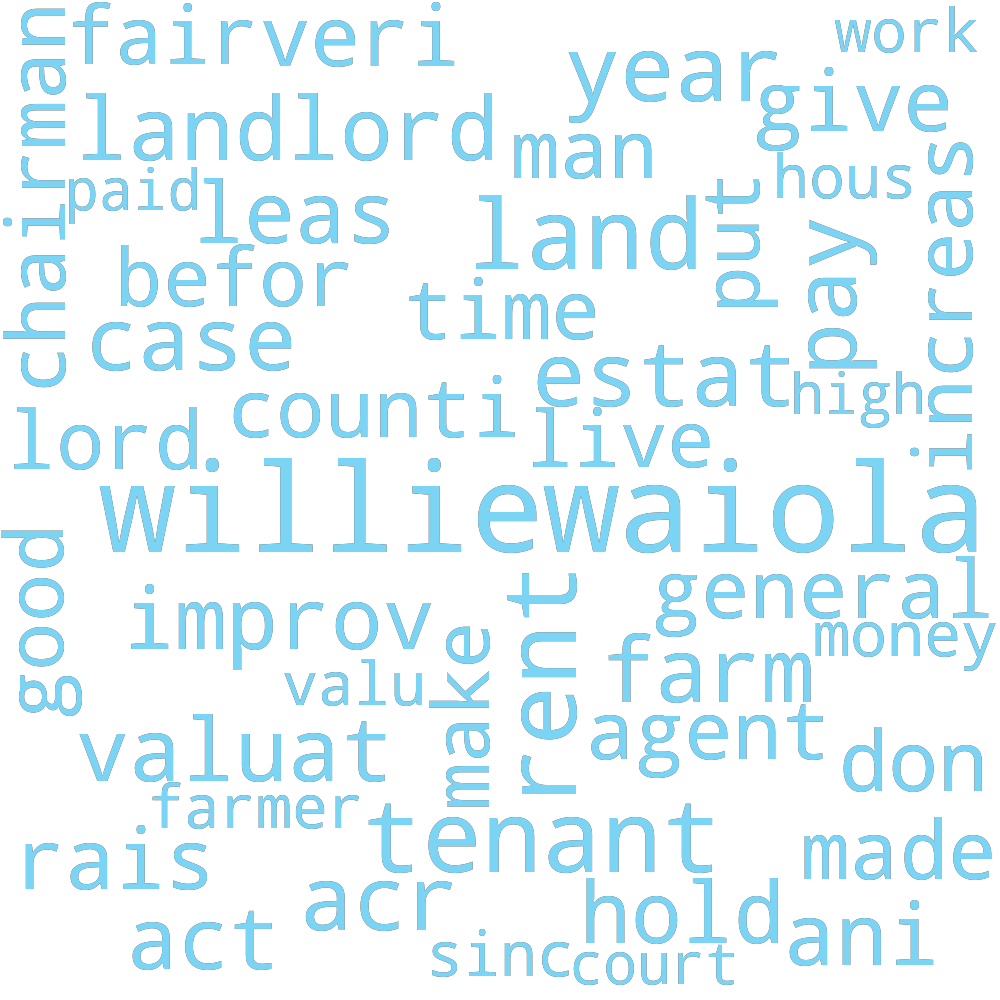 fairveri
work
year
give
landlord
man
chairman
paid
hous
leas
land
put
pay
increas
befor
time
case
estat
high
counti
lord
live
williewaiola
good
improv
general
rent
make
money
farm
valu
agent
valuat
don
farmer
tenant
rais
made
acr
hold
act
ani
sinc
court